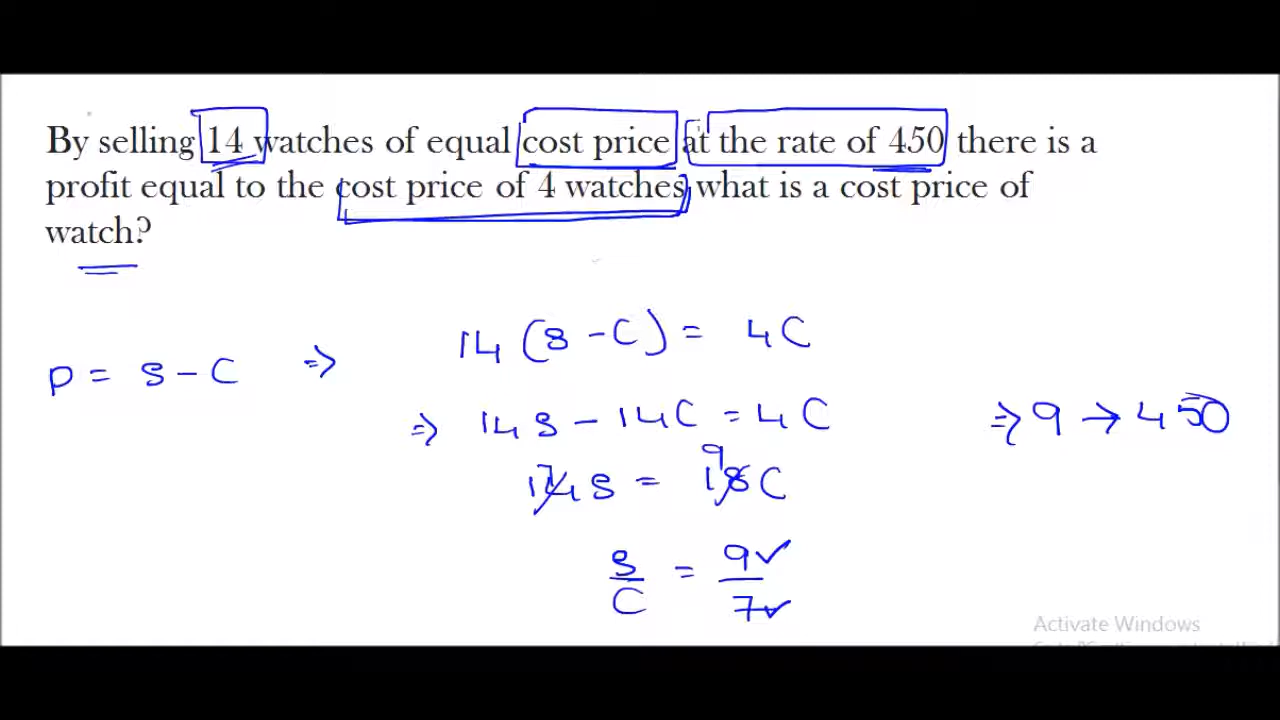 By selling 14 watches of equal cost price at the rate of 450 there is a
profit equal to the cost price of 4 watches what is a cost price of
watch?
P = S - C ⇒ 14 (S - C) = 4C
⇒ 14S - 14C = 4C
⇒ 9 → 450
14S = 18C
7 9
S/C = 9/7
Activate Windows